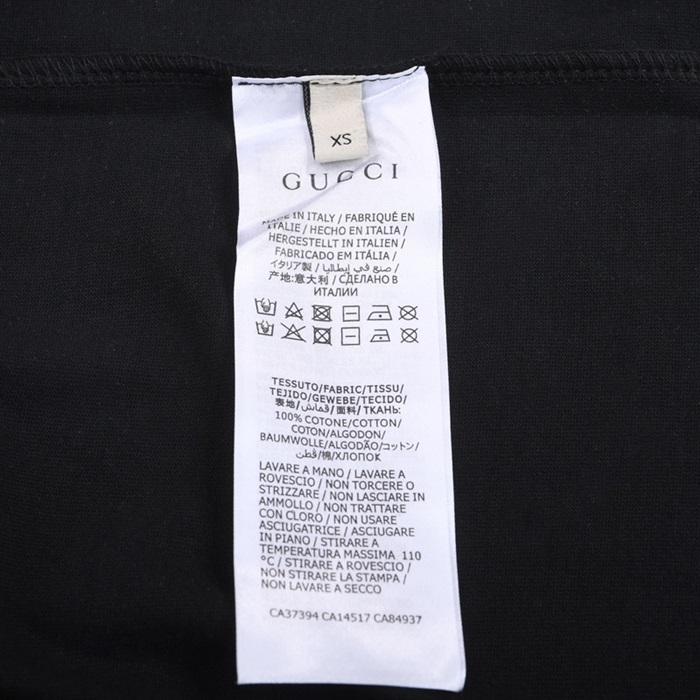 XS
GUCCI
MADE IN ITALY / FABRIQUÉ EN
ITALIE / HECHO EN ITALIA /
HERGESTELLT IN ITALIEN /
FABRICADO EM ITÁLIA /
イタリア製 / صنع في إيطاليا /
产地:意大利 / СДЕЛАНО В
ИТАЛИИ
TESSUTO/FABRIC/TISSU/
TEJIDO/GEWEBE/TECIDO/
表地/قماش/面料/ТКАНЬ:
100% COTONE/COTTON/
COTON/ALGODON/
BAUMWOLLE/ALGODÃO/コットン/
قطن/棉/ХЛОПОК
LAVARE A MANO / LAVARE A
ROVESCIO / NON TORCERE O
STRIZZARE / NON LASCIARE IN
AMMOLLO / NON TRATTARE
CON CLORO / NON USARE
ASCIUGATRICE / ASCIUGARE
IN PIANO / STIRARE A
TEMPERATURA MASSIMA 110
°C / STIRARE A ROVESCIO /
NON STIRARE LA STAMPA /
NON LAVARE A SECCO
CA37394 CA14517 CA84937